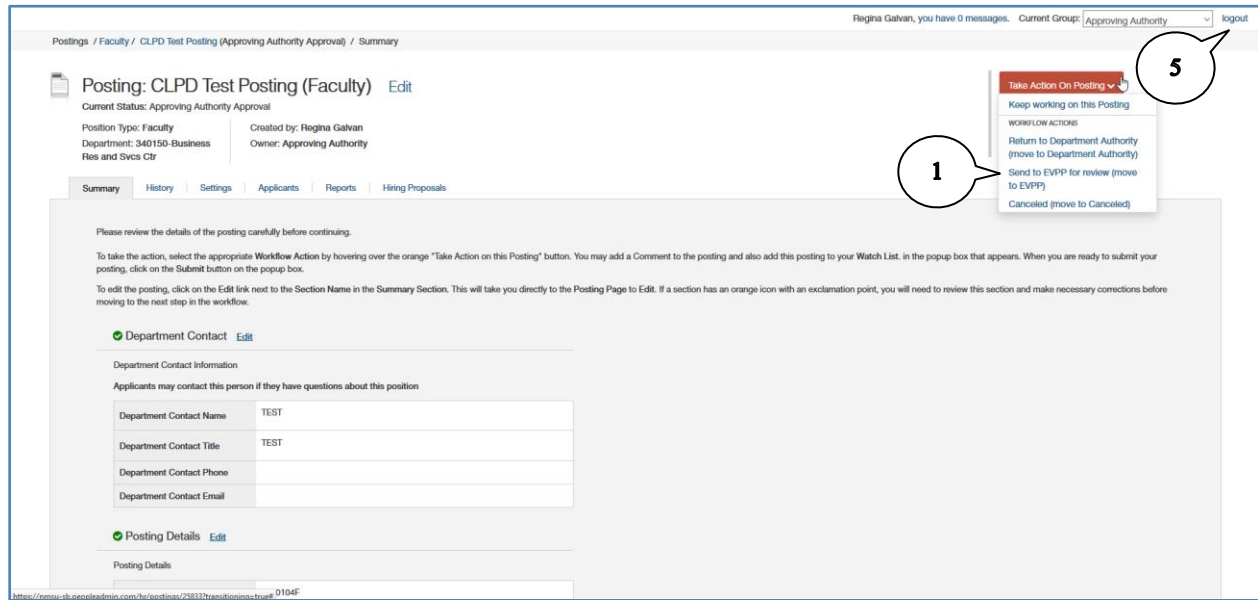 Regina Galvan, you have 0 messages. Current Group: Approving Authority logout
Postings / Faculty / CLPD Test Posting (Approving Authority Approval) / Summary
5
Posting: CLPD Test Posting (Faculty) Edit
Current Status: Approving Authority Approval
Position Type: Faculty
Department: 340150-Business
Res and Svcs Ctr
Created by: Regina Galvan
Owner: Approving Authority
Take Action On Posting
Keep working on this Posting
WORKFLOW ACTIONS
Return to Department Authority
(move to Department Authority)
Send to EVPP for review (move
to EVPP)
Canceled (move to Canceled)
1
Summary History Settings Applicants Reports Hiring Proposals
Please review the details of the posting carefully before continuing.
To take the action, select the appropriate Workflow Action by hovering over the orange "Take Action on this Posting" button. You may add a Comment to the posting and also add this posting to your Watch List. in the popup box that appears. When you are ready to submit your
posting, click on the Submit button on the popup box.
To edit the posting, click on the Edit link next to the Section Name in the Summary Section. This will take you directly to the Posting Page to Edit. If a section has an orange icon with an exclamation point, you will need to review this section and make necessary corrections before
moving to the next step in the workflow.
Department Contact Edit
Department Contact Information
Applicants may contact this person if they have questions about this position
Department Contact Name TEST
Department Contact Title TEST
Department Contact Phone
Department Contact Email
Posting Details Edit
Posting Details
https://nmsu-sb.peopleadmin.com/hr/postings/25833?transitioning=true# 0104F